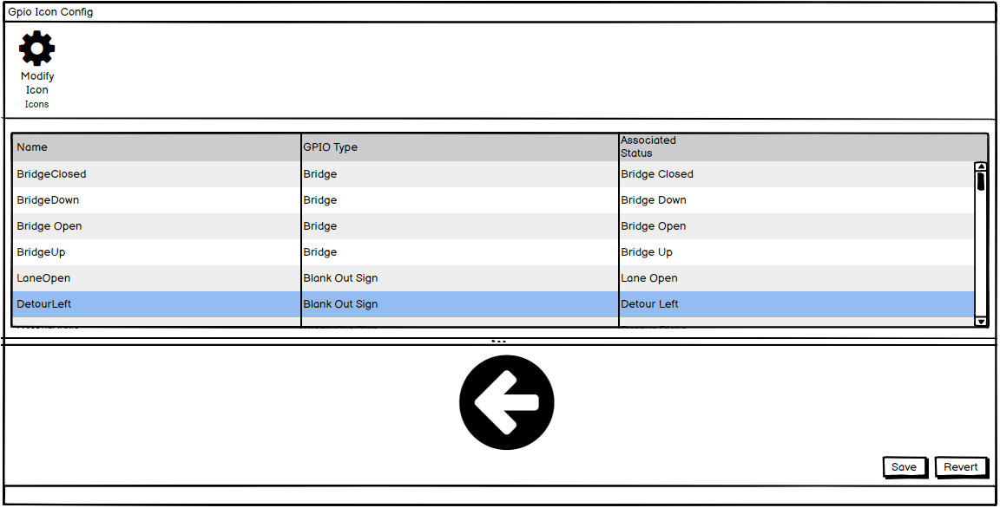 Gpio Icon Config
Modify
Icon
Icons
Name GPIO Type Associated
Status
BridgeClosed Bridge Bridge Closed
BridgeDown Bridge Bridge Down
Bridge Open Bridge Bridge Open
BridgeUp Bridge Bridge Up
LaneOpen Blank Out Sign Lane Open
DetourLeft Blank Out Sign Detour Left
Save Revert